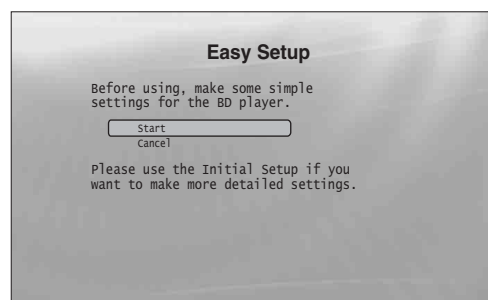 Easy Setup
Before using, make some simple
settings for the BD player.
Start
Cancel
Please use the Initial Setup if you
want to make more detailed settings.